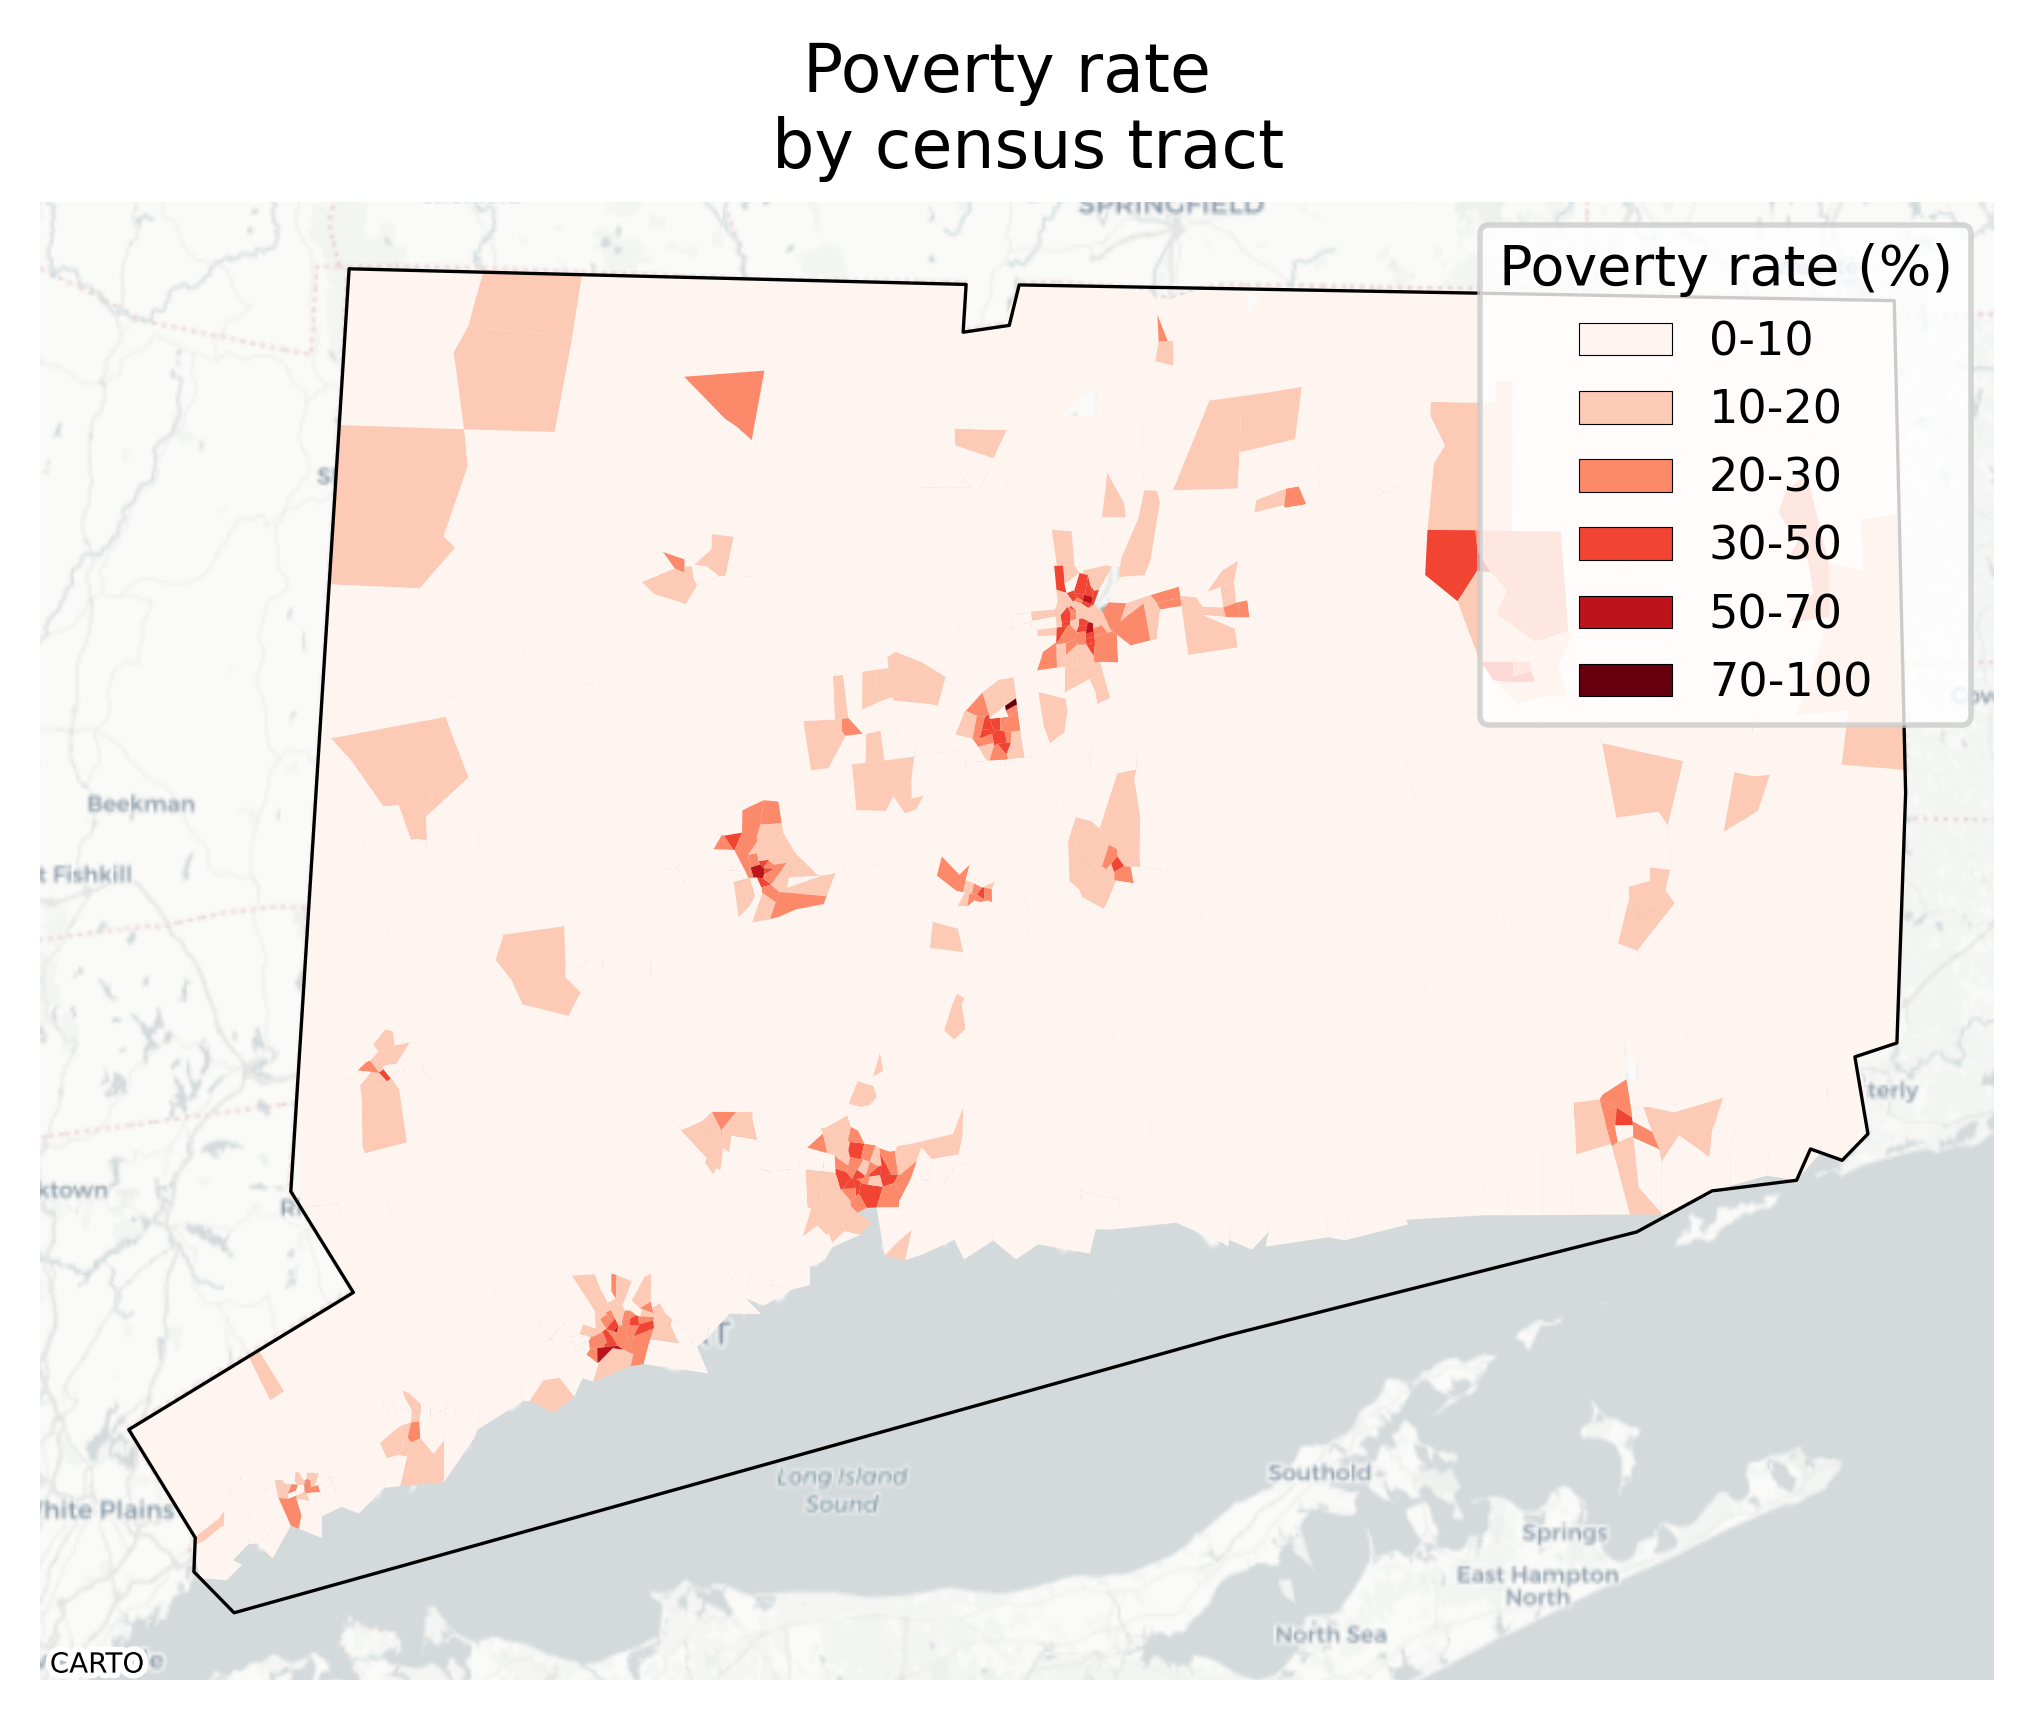 Poverty rate
by census tract
SPRINGFIELD
Poverty rate (%)
0-10
10-20
20-30
30-50
50-70
70-100
Beekman
t Fishkill
terly
ktown
Long Island
Sound
Southold
hite Plains
Springs
East Hampton
North
North Sea
CARTO